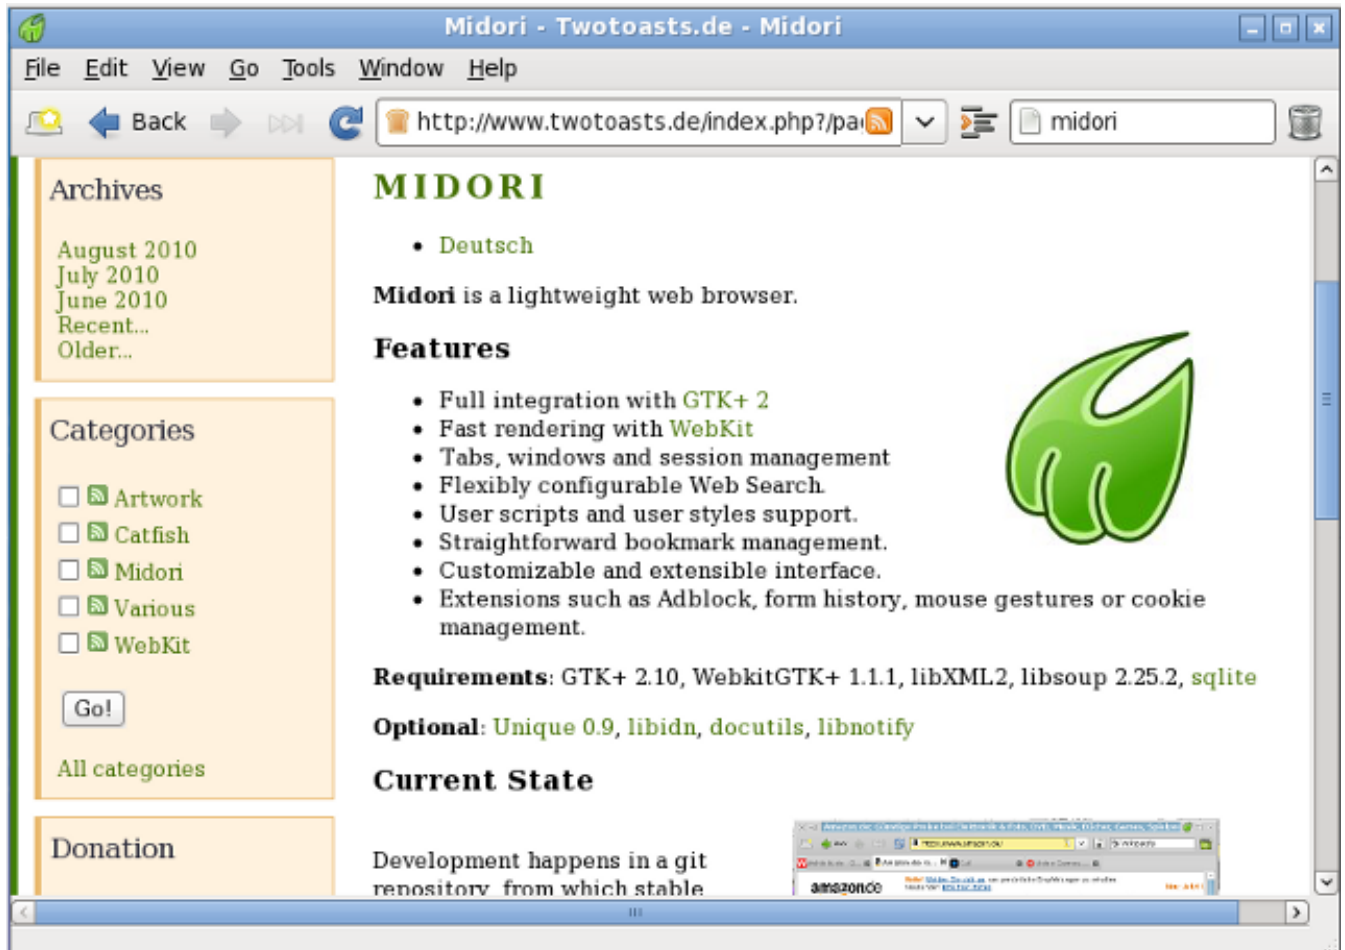 Midori - Twotoasts.de - Midori
File Edit View Go Tools Window Help
Back http://www.twotoasts.de/index.php?/pa midori
Archives
August 2010
July 2010
June 2010
Recent...
Older...
Categories
Artwork
Catfish
Midori
Various
WebKit
Go!
All categories
Donation
MIDORI
• Deutsch
Midori is a lightweight web browser.
Features
• Full integration with GTK+ 2
• Fast rendering with WebKit
• Tabs, windows and session management
• Flexibly configurable Web Search.
• User scripts and user styles support.
• Straightforward bookmark management.
• Customizable and extensible interface.
• Extensions such as Adblock, form history, mouse gestures or cookie
management.
Requirements: GTK+ 2.10, WebkitGTK+ 1.1.1, libXML2, libsoup 2.25.2, sqlite
Optional: Unique 0.9, libidn, docutils, libnotify
Current State
Development happens in a git
repository, from which stable
amazon.de